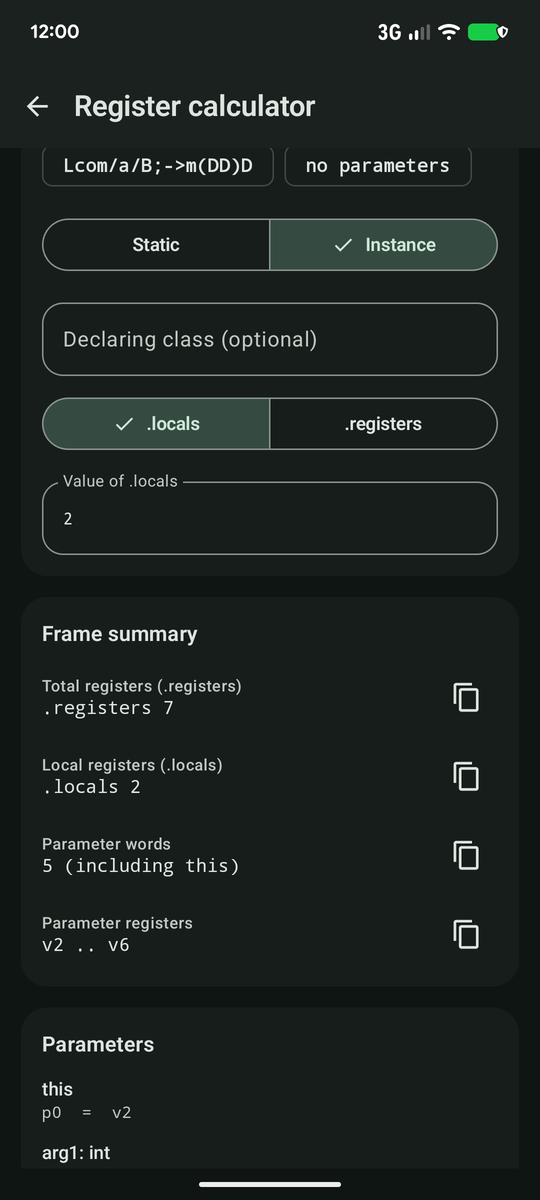 12:00
3G
Register calculator
Lcom/a/B;->m(DD)D
no parameters
Static
Instance
Declaring class (optional)
.locals
.registers
Value of .locals
2
Frame summary
Total registers (.registers)
.registers 7
Local registers (.locals)
.locals 2
Parameter words
5 (including this)
Parameter registers
v2 .. v6
Parameters
this
p0 = v2
arg1: int